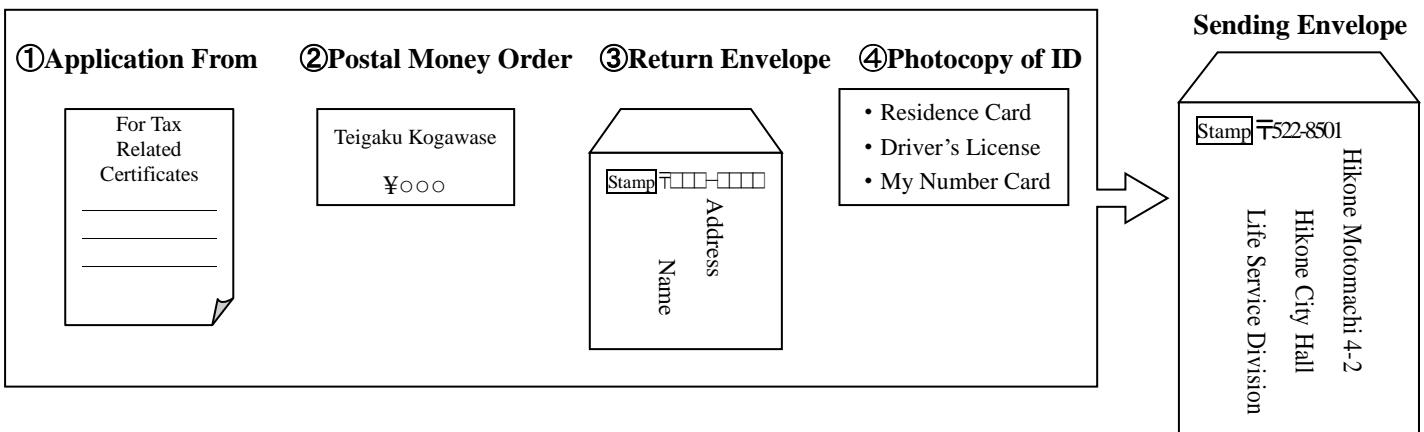 Sending Envelope
①Application From
②Postal Money Order
③Return Envelope
④Photocopy of ID
For Tax
Related
Certificates
Teigaku Kogawase
¥○○○
Stamp〒□□□-□□□□
Address
Name
・Residence Card
・Driver's License
・My Number Card
Stamp〒522-8501
Hikone Motomachi 4-2
Hikone City Hall
Life Service Division